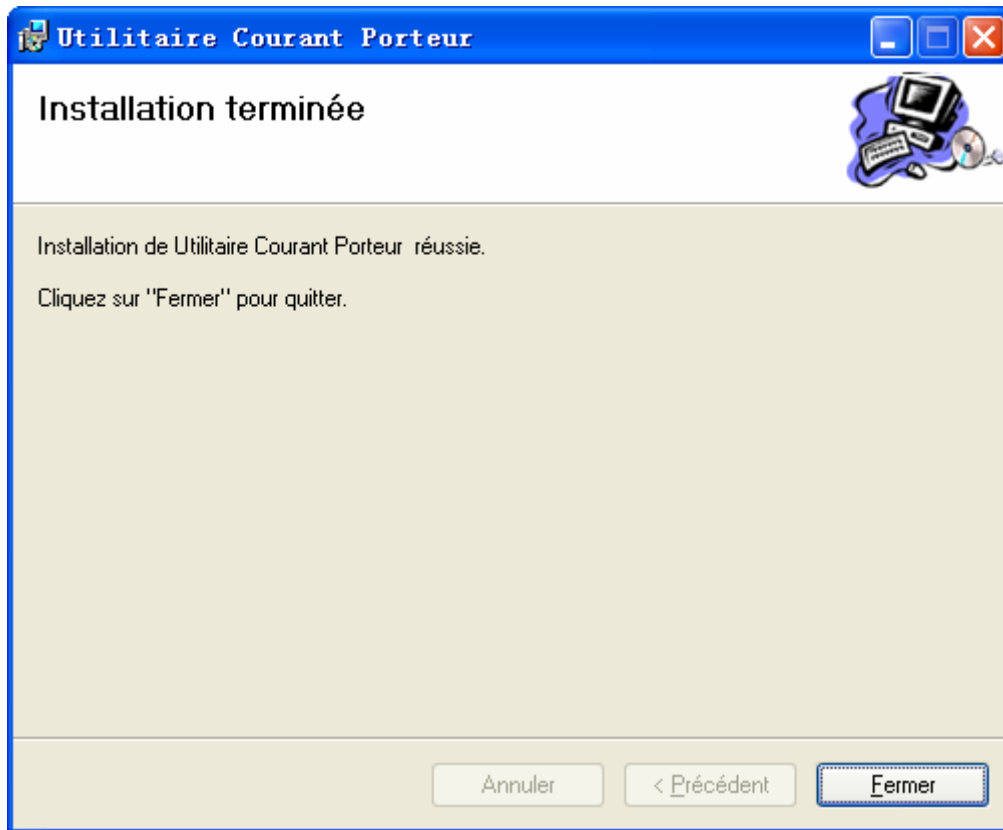 Utilitaire Courant Porteur
Installation terminée
Installation de Utilitaire Courant Porteur  réussie.
Cliquez sur "Fermer" pour quitter.
Annuler
< Précédent
Fermer